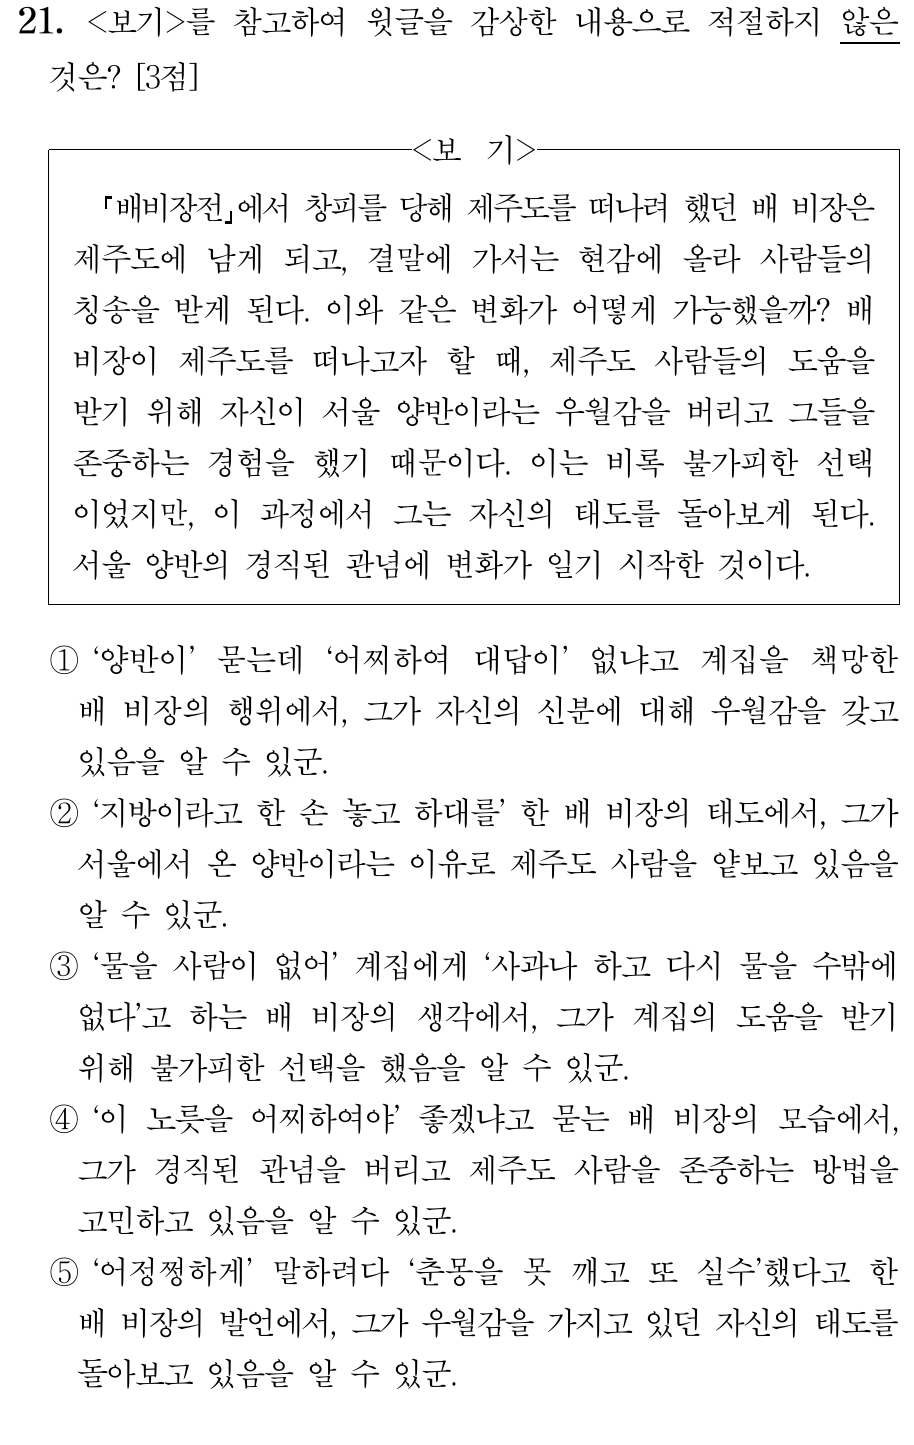 21. <보기>를 참고하여 윗글을 감상한 내용으로 적절하지 않은
것은? [3점]
<보 기>
『배비장전』에서 창피를 당해 제주도를 떠나려 했던 배 비장은
제주도에 남게 되고, 결말에 가서는 현감에 올라 사람들의
칭송을 받게 된다. 이와 같은 변화가 어떻게 가능했을까? 배
비장이 제주도를 떠나고자 할 때, 제주도 사람들의 도움을
받기 위해 자신이 서울 양반이라는 우월감을 버리고 그들을
존중하는 경험을 했기 때문이다. 이는 비록 불가피한 선택
이었지만, 이 과정에서 그는 자신의 태도를 돌아보게 된다.
서울 양반의 경직된 관념에 변화가 일기 시작한 것이다.
① ‘양반이’ 묻는데 ‘어찌하여 대답이’ 없냐고 계집을 책망한
배 비장의 행위에서, 그가 자신의 신분에 대해 우월감을 갖고
있음을 알 수 있군.
② ‘지방이라고 한 손 놓고 하대를’ 한 배 비장의 태도에서, 그가
서울에서 온 양반이라는 이유로 제주도 사람을 얕보고 있음을
알 수 있군.
③ ‘물을 사람이 없어’ 계집에게 ‘사과나 하고 다시 물을 수밖에
없다’고 하는 배 비장의 생각에서, 그가 계집의 도움을 받기
위해 불가피한 선택을 했음을 알 수 있군.
④ ‘이 노릇을 어찌하여야’ 좋겠냐고 묻는 배 비장의 모습에서,
그가 경직된 관념을 버리고 제주도 사람을 존중하는 방법을
고민하고 있음을 알 수 있군.
⑤ ‘어정쩡하게’ 말하려다 ‘춘몽을 못 깨고 또 실수’했다고 한
배 비장의 발언에서, 그가 우월감을 가지고 있던 자신의 태도를
돌아보고 있음을 알 수 있군.